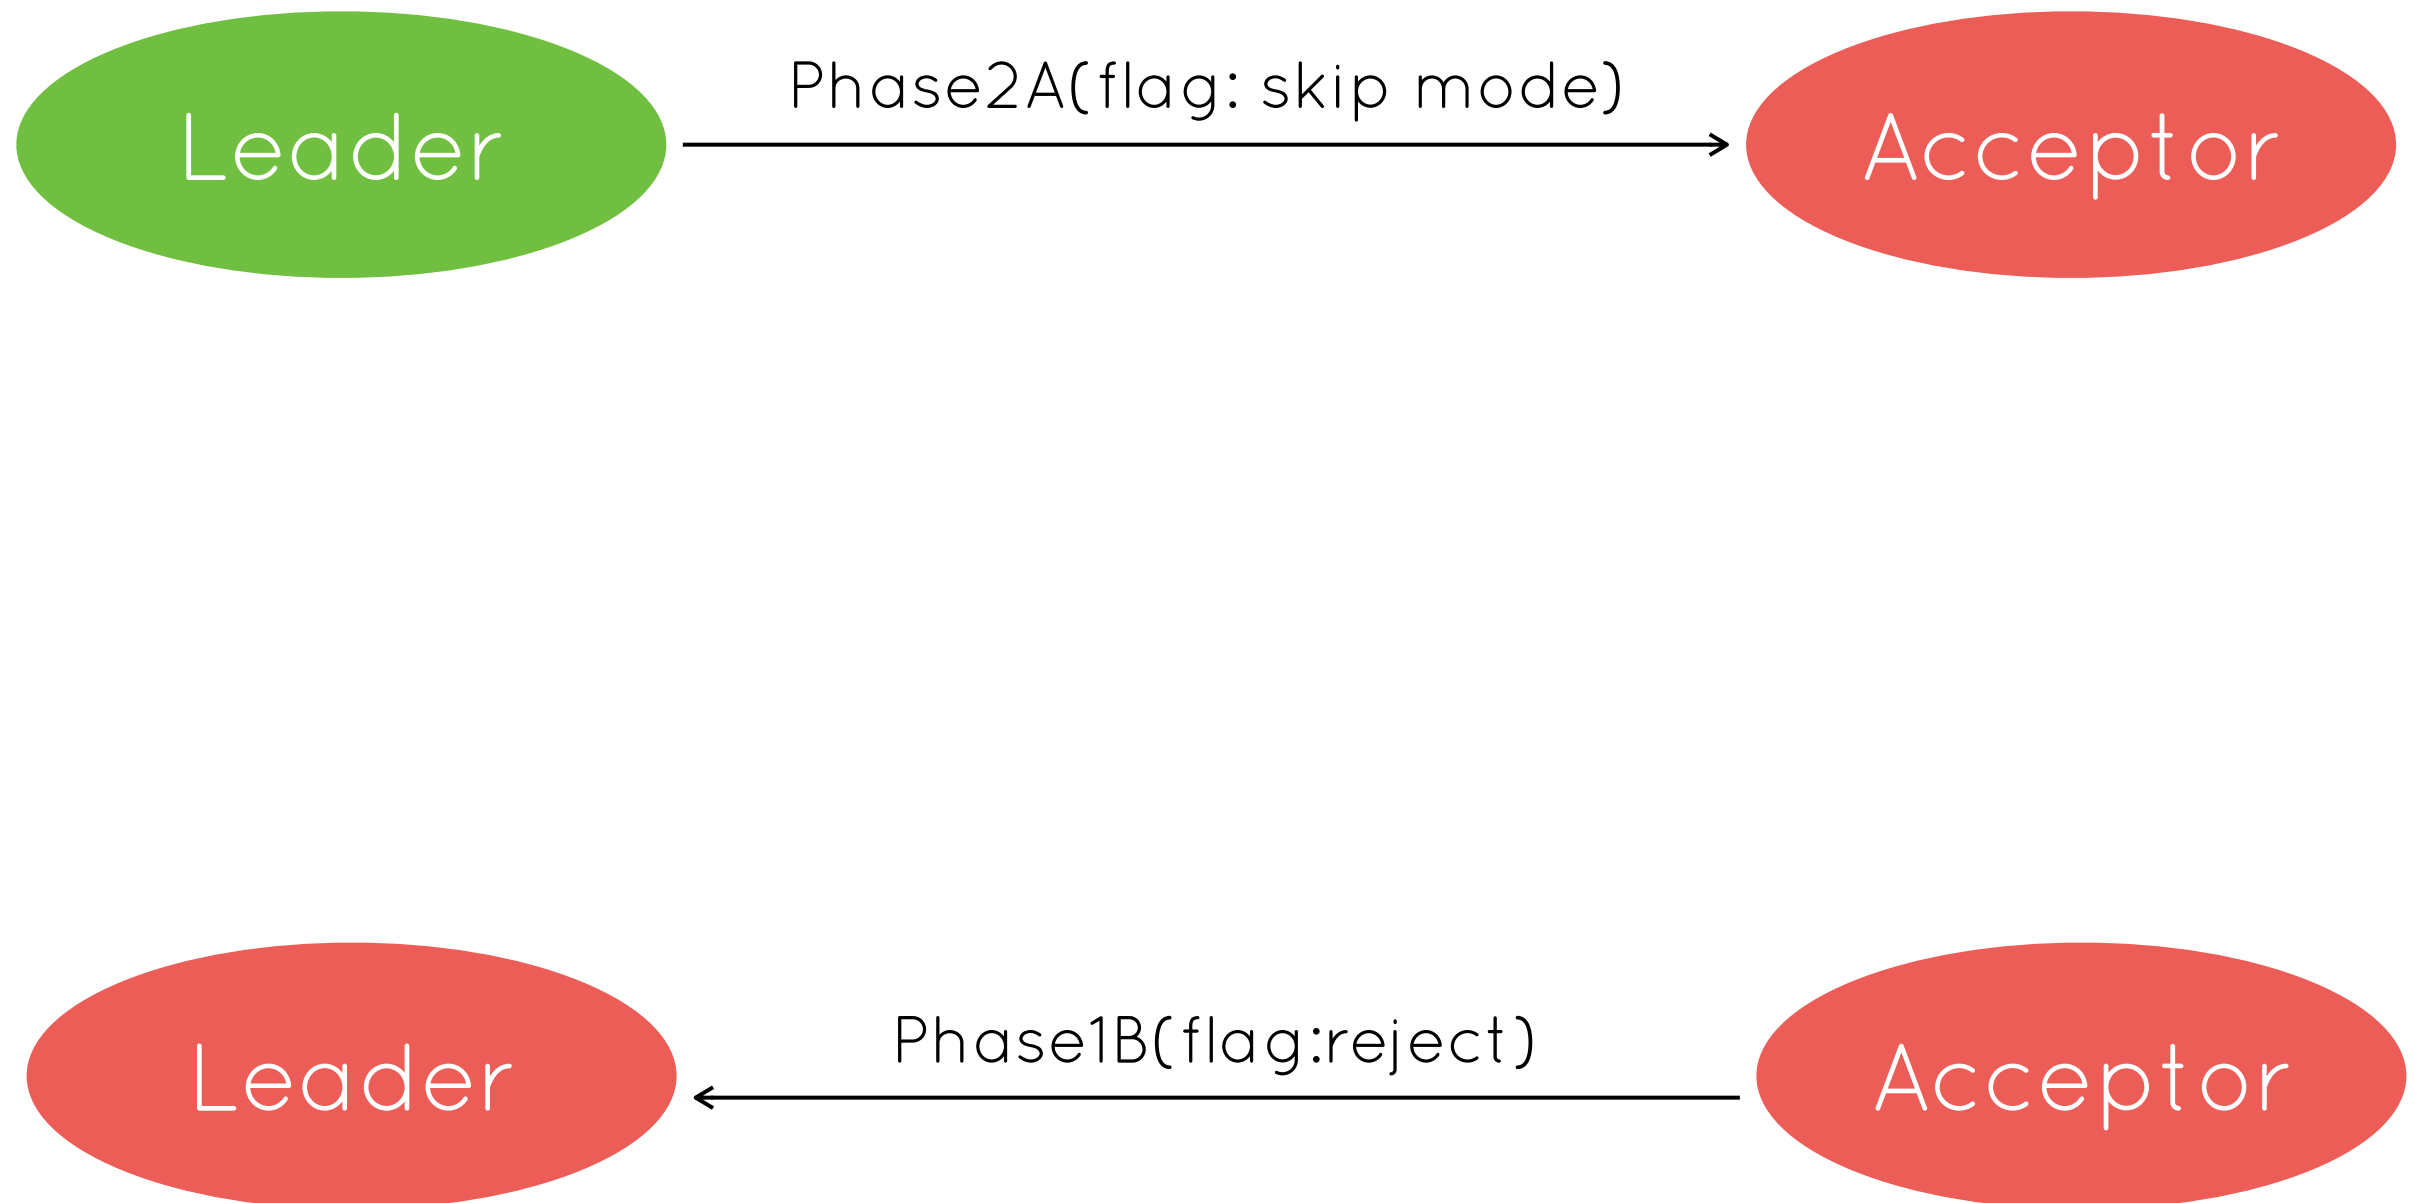 Leader
Phase2A(flag: skip mode)
Acceptor
Leader
Phase1B(flag:reject)
Acceptor